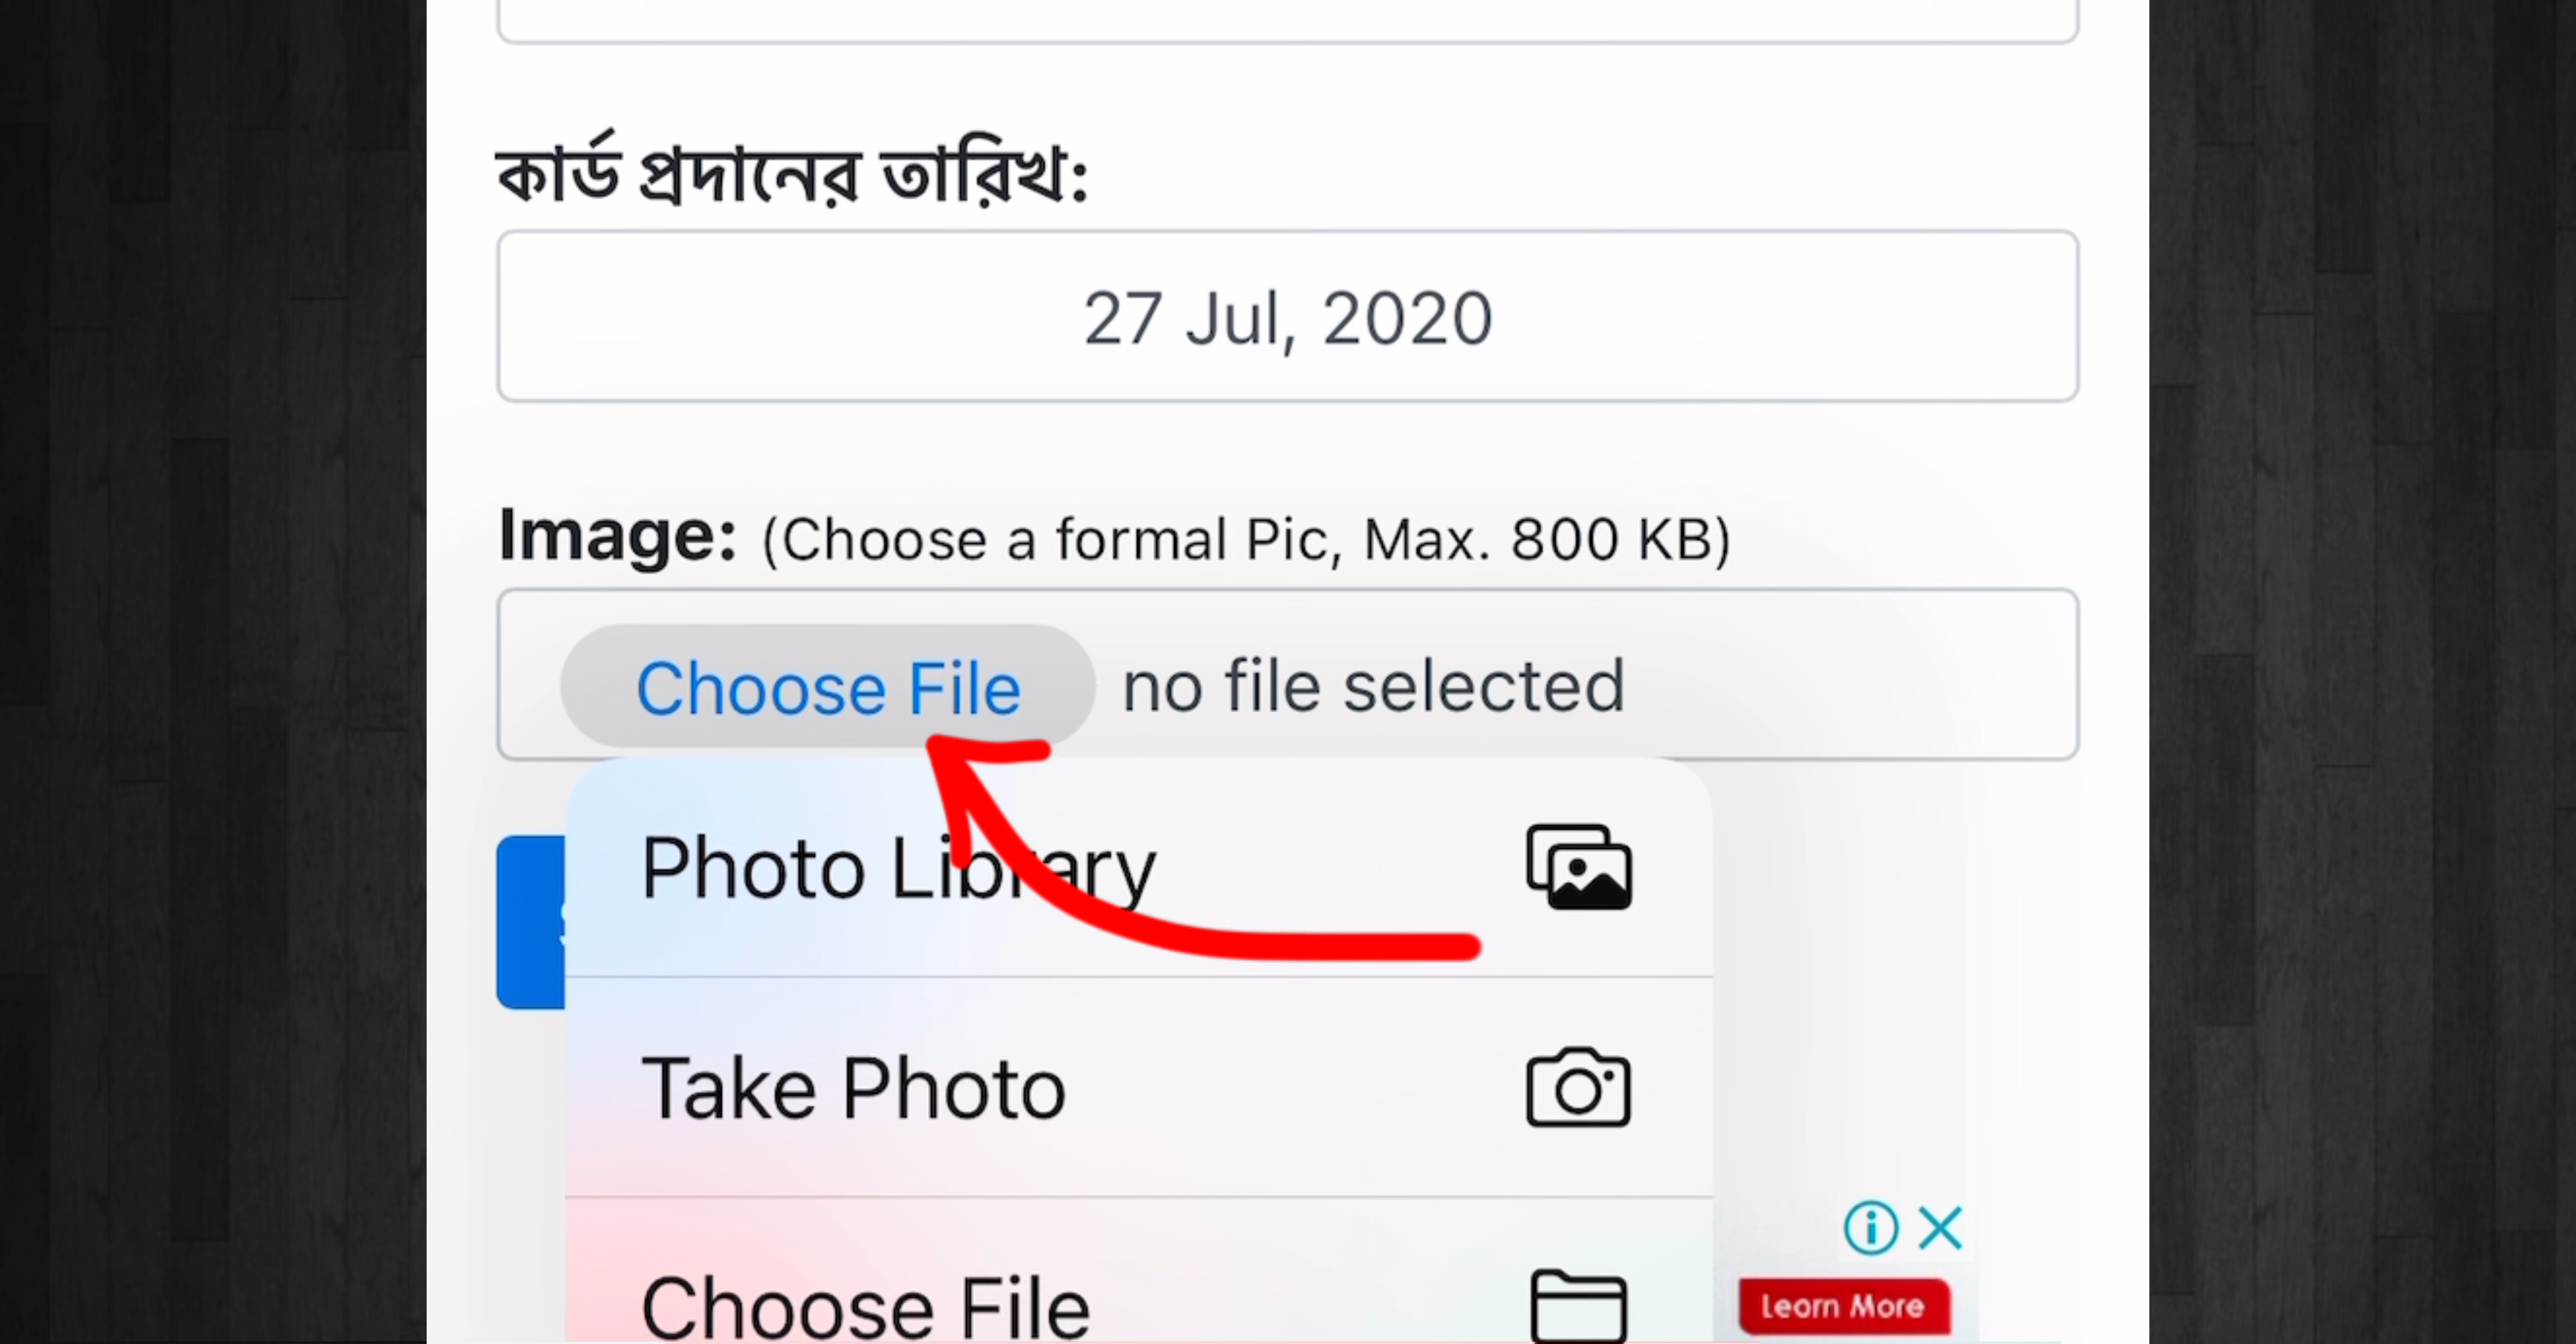 কার্ড প্রদানের তারিখ:
27 Jul, 2020
Image: (Choose a formal Pic, Max. 800 KB)
Choose File no file selected
Photo Library
Take Photo
Choose File
Learn More